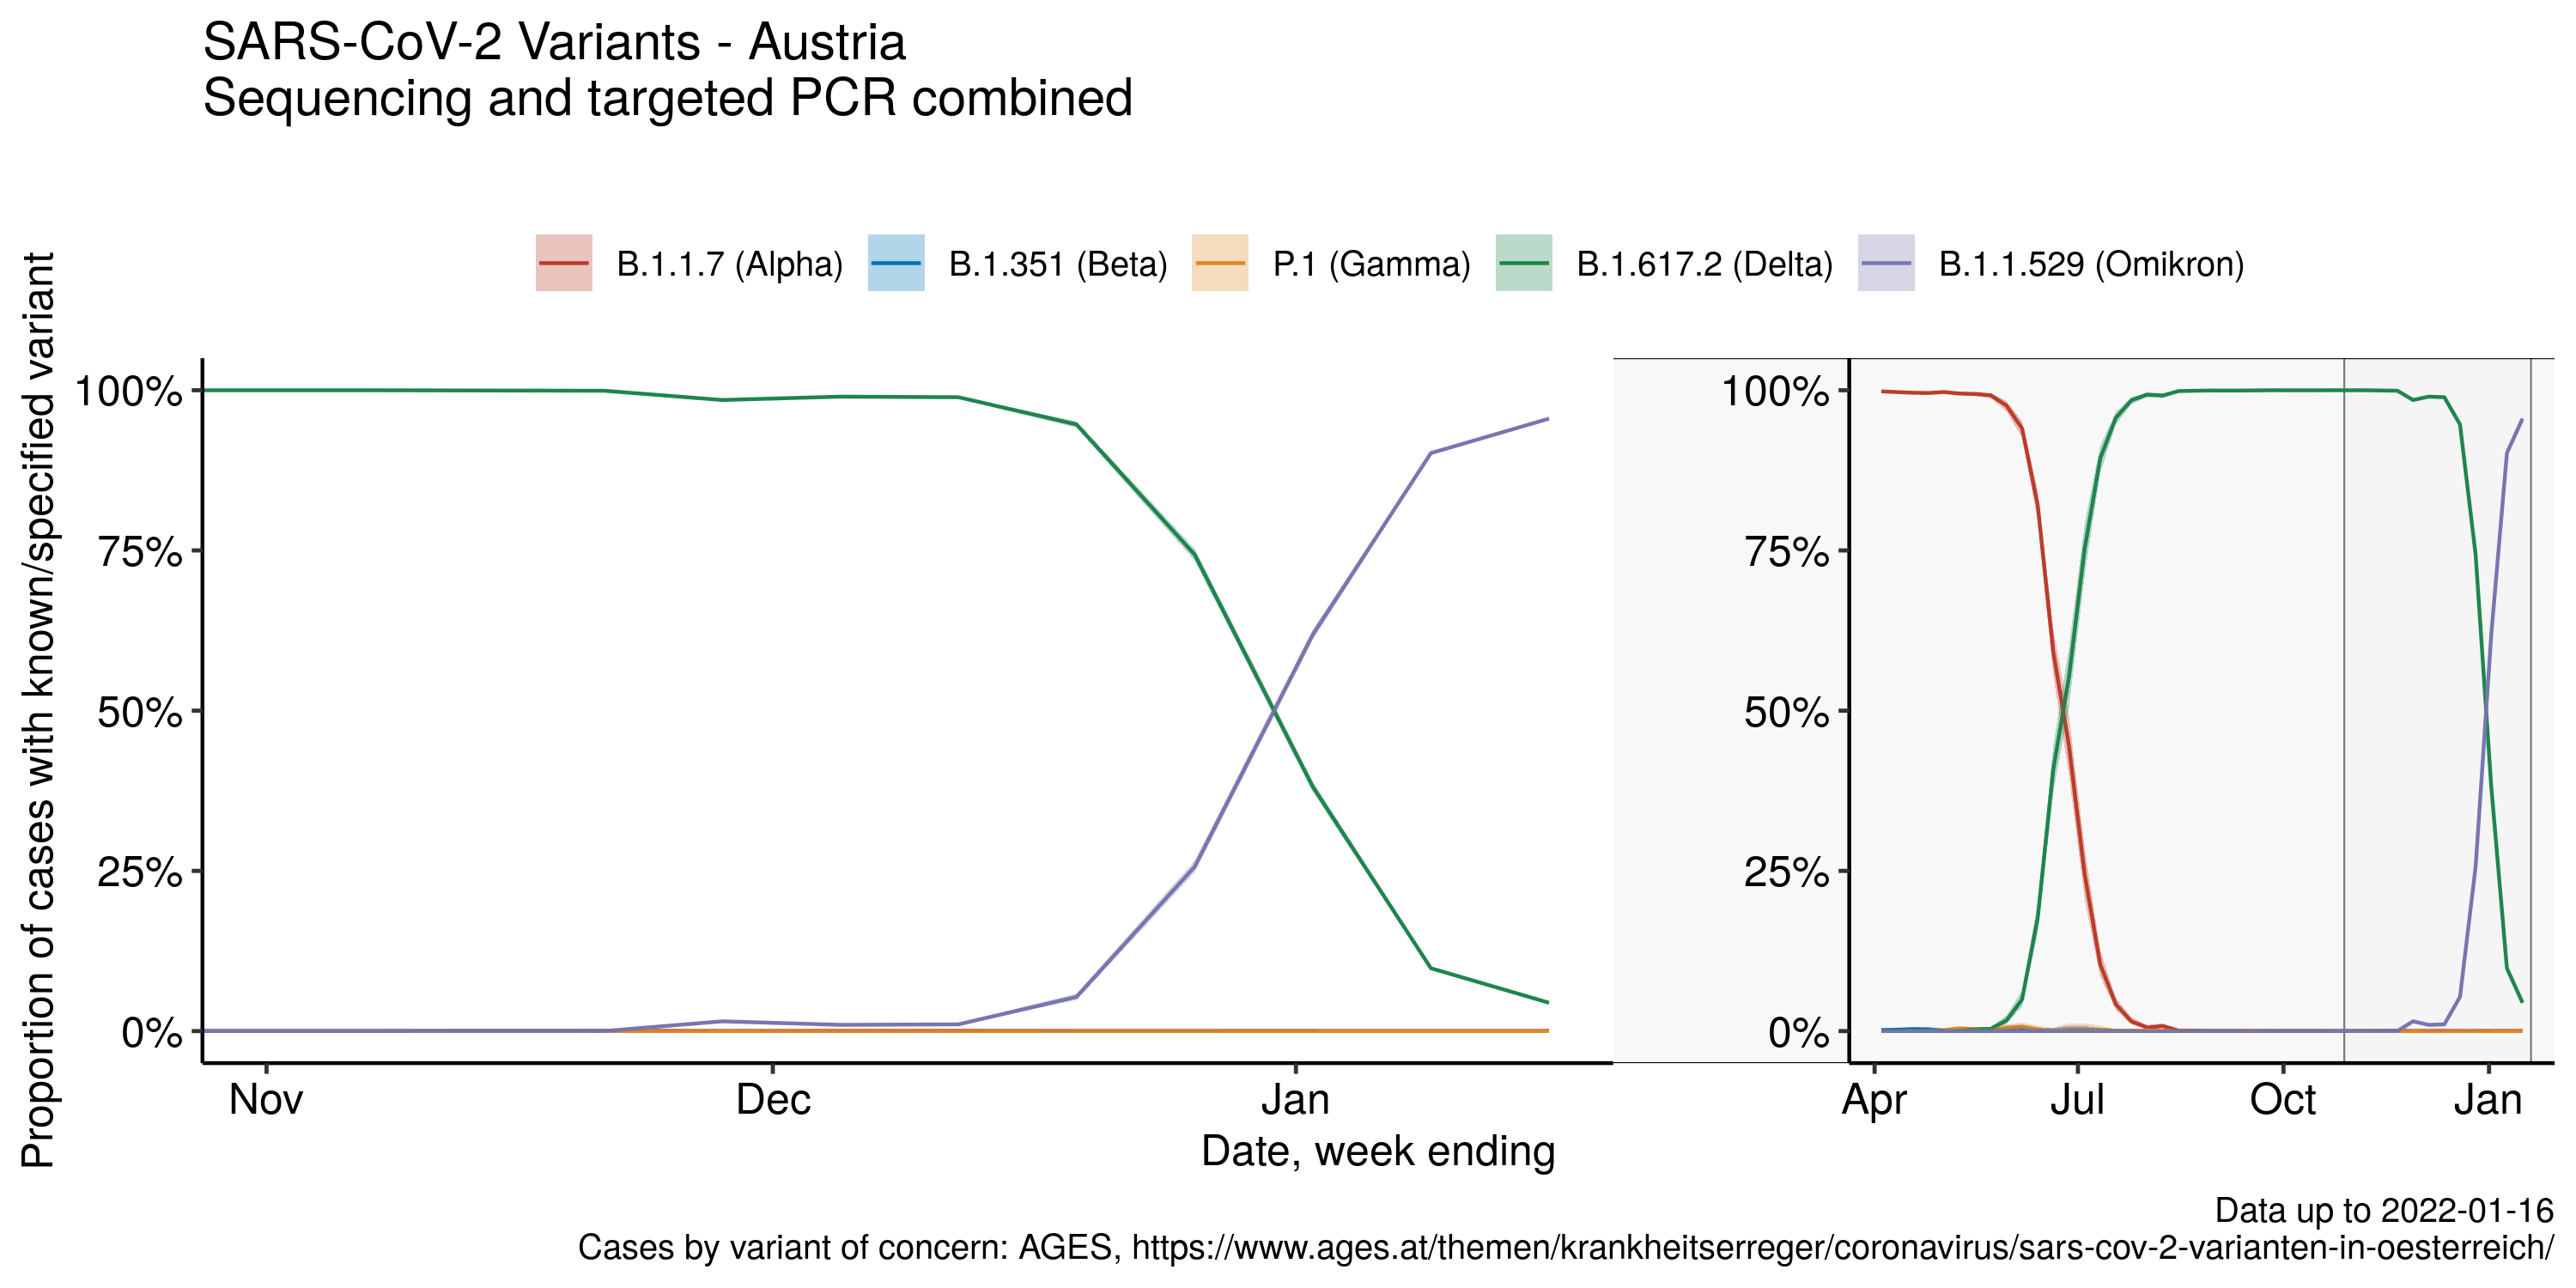 SARS-CoV-2 Variants - Austria
Sequencing and targeted PCR combined
B.1.1.7 (Alpha) B.1.351 (Beta) P.1 (Gamma) B.1.617.2 (Delta) B.1.1.529 (Omikron)
Proportion of cases with known/specified variant
100%
75%
50%
25%
0%
Nov Dec Jan
100%
75%
50%
25%
0%
Apr Jul Oct Jan
Date, week ending
Data up to 2022-01-16
Cases by variant of concern: AGES, https://www.ages.at/themen/krankheitserreger/coronavirus/sars-cov-2-varianten-in-oesterreich/